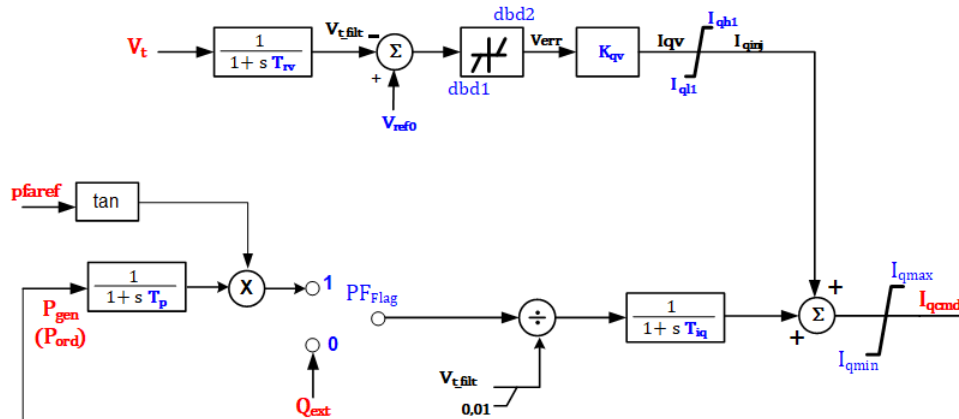 dbd2
V_t
1
1 + s T_rv
V_t_filt
−
Σ
+
V_ref0
dbd1
Verr
K_qv
Iqv
I_qh1
I_ql1
I_qinj
pfaref
tan
P_gen
(P_ord)
1
1 + s T_p
X
1
0
Q_ext
PF_Flag
÷
V_t_filt
0,01
1
1 + s T_iq
+
+
Σ
I_qmax
I_qmin
I_qcmd